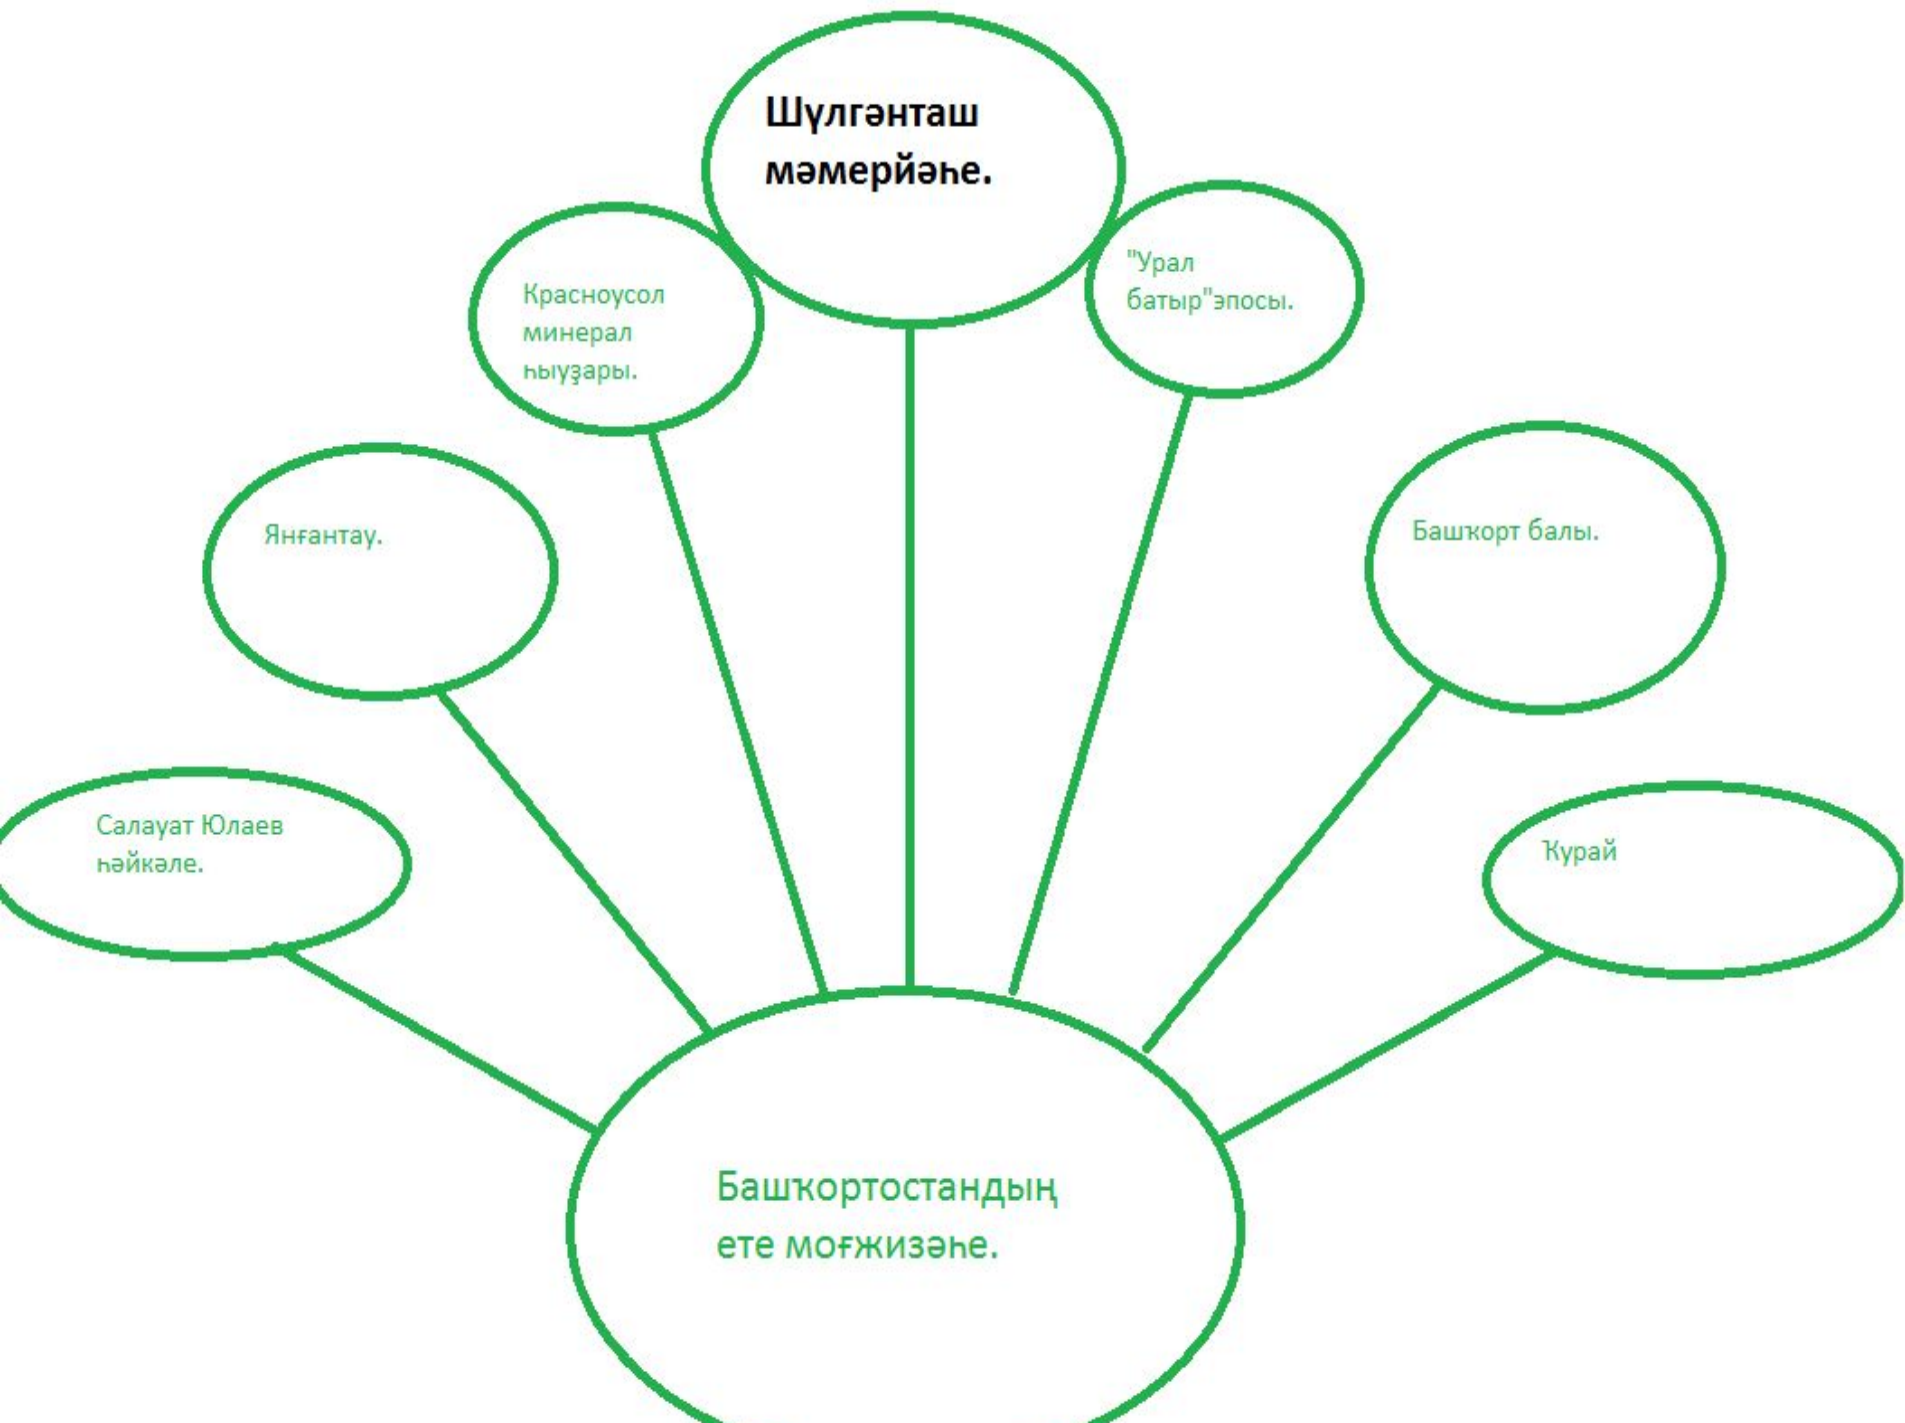 Шүлгәнташ
мәмерйәһе.
Красноусол
минерал
һыуҙары.
"Урал
батыр"эпосы.
Янғантау.
Башҡорт балы.
Салауат Юлаев
һәйкәле.
Ҡурай
Башҡортостандың
ете моғжизәһе.